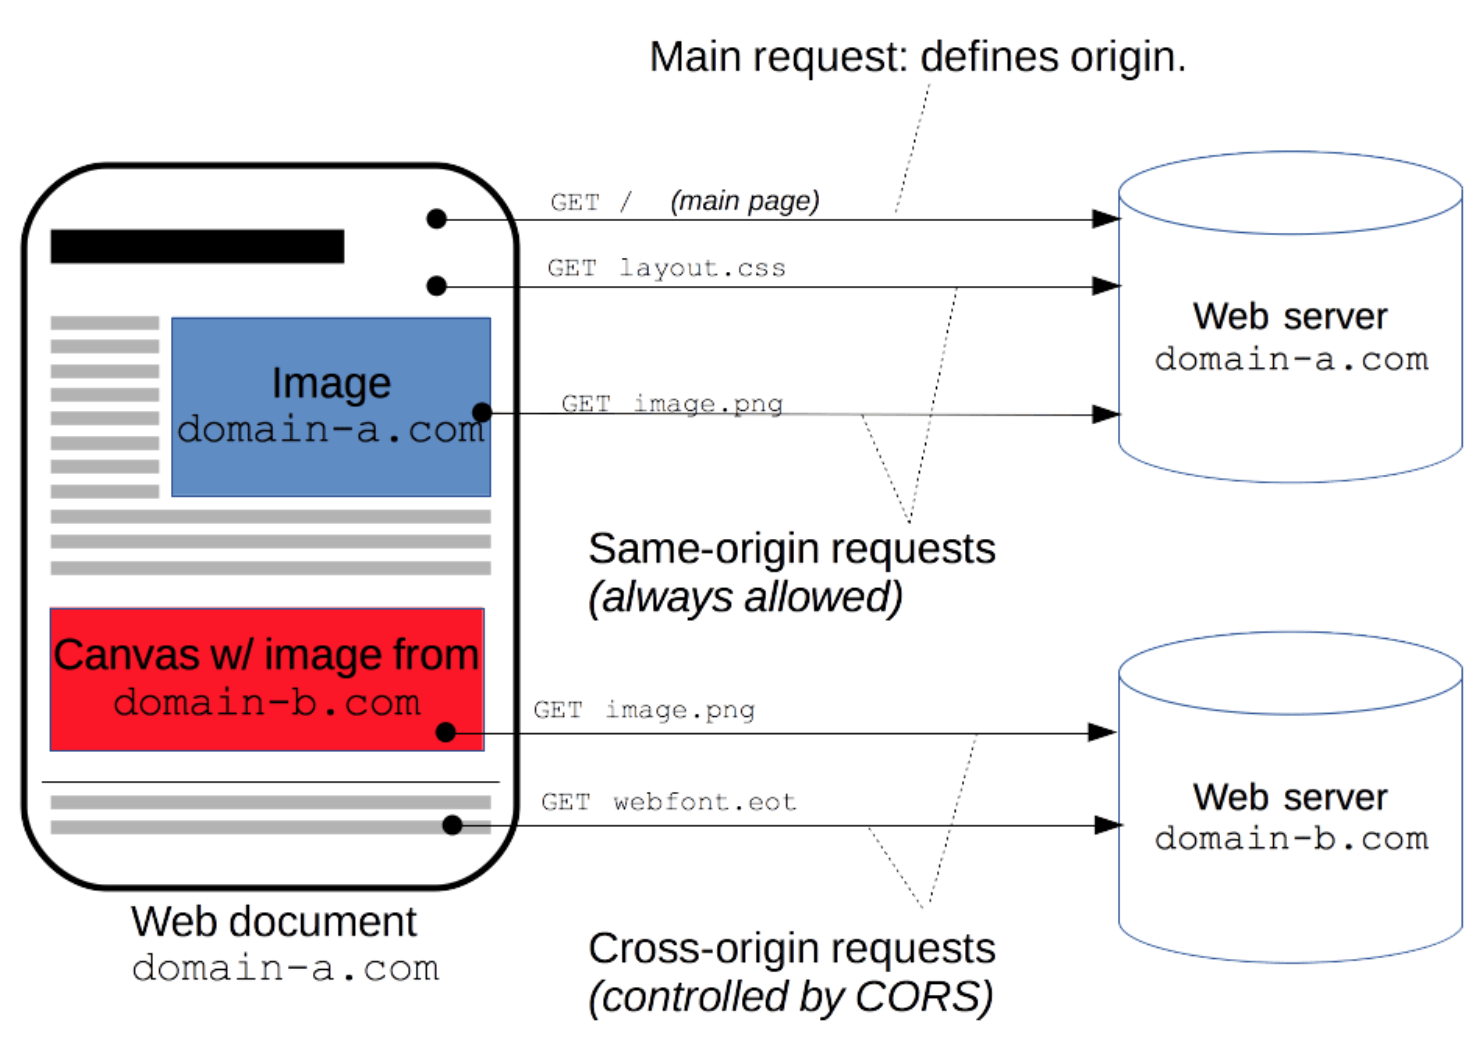 Main request: defines origin.
GET / (main page)
GET layout.css
Image
domain-a.com
GET image.png
Web server
domain-a.com
Same-origin requests
(always allowed)
Canvas w/ image from
domain-b.com
GET image.png
GET webfont.eot
Web server
domain-b.com
Web document
domain-a.com
Cross-origin requests
(controlled by CORS)